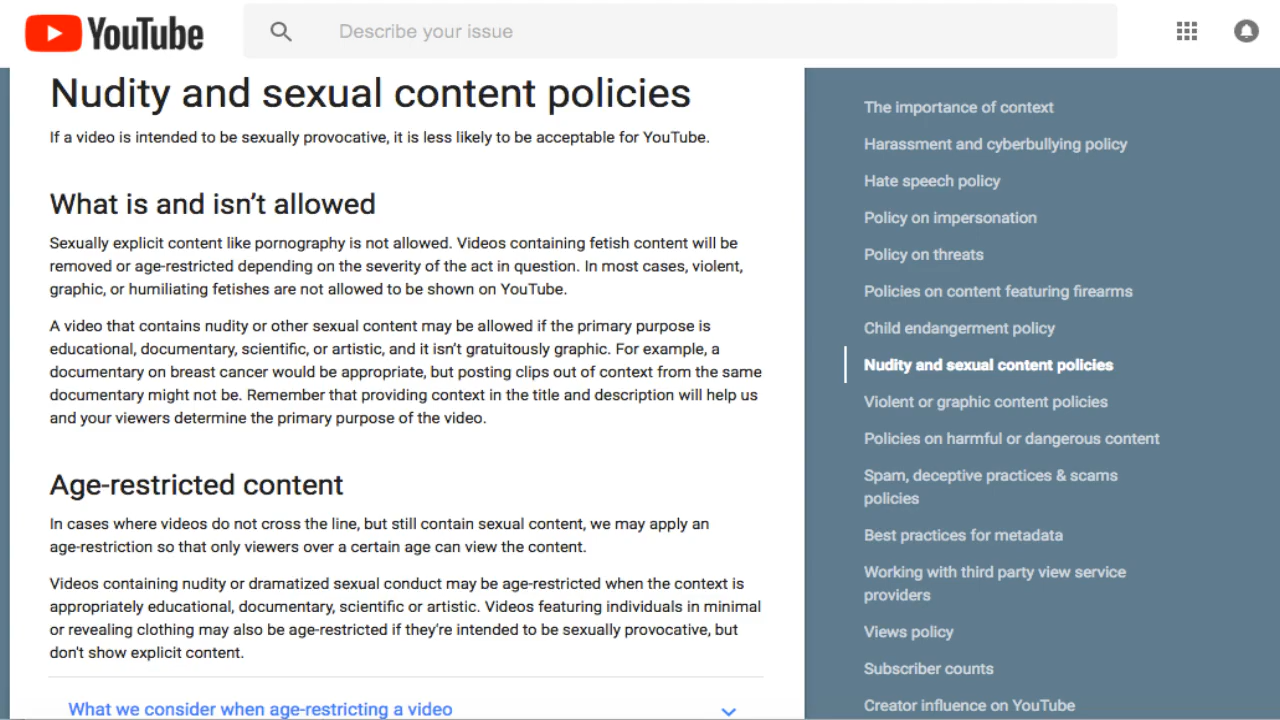 YouTube
Describe your issue
Nudity and sexual content policies
If a video is intended to be sexually provocative, it is less likely to be acceptable for YouTube.
What is and isn’t allowed
Sexually explicit content like pornography is not allowed. Videos containing fetish content will be
removed or age-restricted depending on the severity of the act in question. In most cases, violent,
graphic, or humiliating fetishes are not allowed to be shown on YouTube.
A video that contains nudity or other sexual content may be allowed if the primary purpose is
educational, documentary, scientific, or artistic, and it isn’t gratuitously graphic. For example, a
documentary on breast cancer would be appropriate, but posting clips out of context from the same
documentary might not be. Remember that providing context in the title and description will help us
and your viewers determine the primary purpose of the video.
Age-restricted content
In cases where videos do not cross the line, but still contain sexual content, we may apply an
age-restriction so that only viewers over a certain age can view the content.
Videos containing nudity or dramatized sexual conduct may be age-restricted when the context is
appropriately educational, documentary, scientific or artistic. Videos featuring individuals in minimal
or revealing clothing may also be age-restricted if they're intended to be sexually provocative, but
don't show explicit content.
What we consider when age-restricting a video
The importance of context
Harassment and cyberbullying policy
Hate speech policy
Policy on impersonation
Policy on threats
Policies on content featuring firearms
Child endangerment policy
Nudity and sexual content policies
Violent or graphic content policies
Policies on harmful or dangerous content
Spam, deceptive practices & scams
policies
Best practices for metadata
Working with third party view service
providers
Views policy
Subscriber counts
Creator influence on YouTube